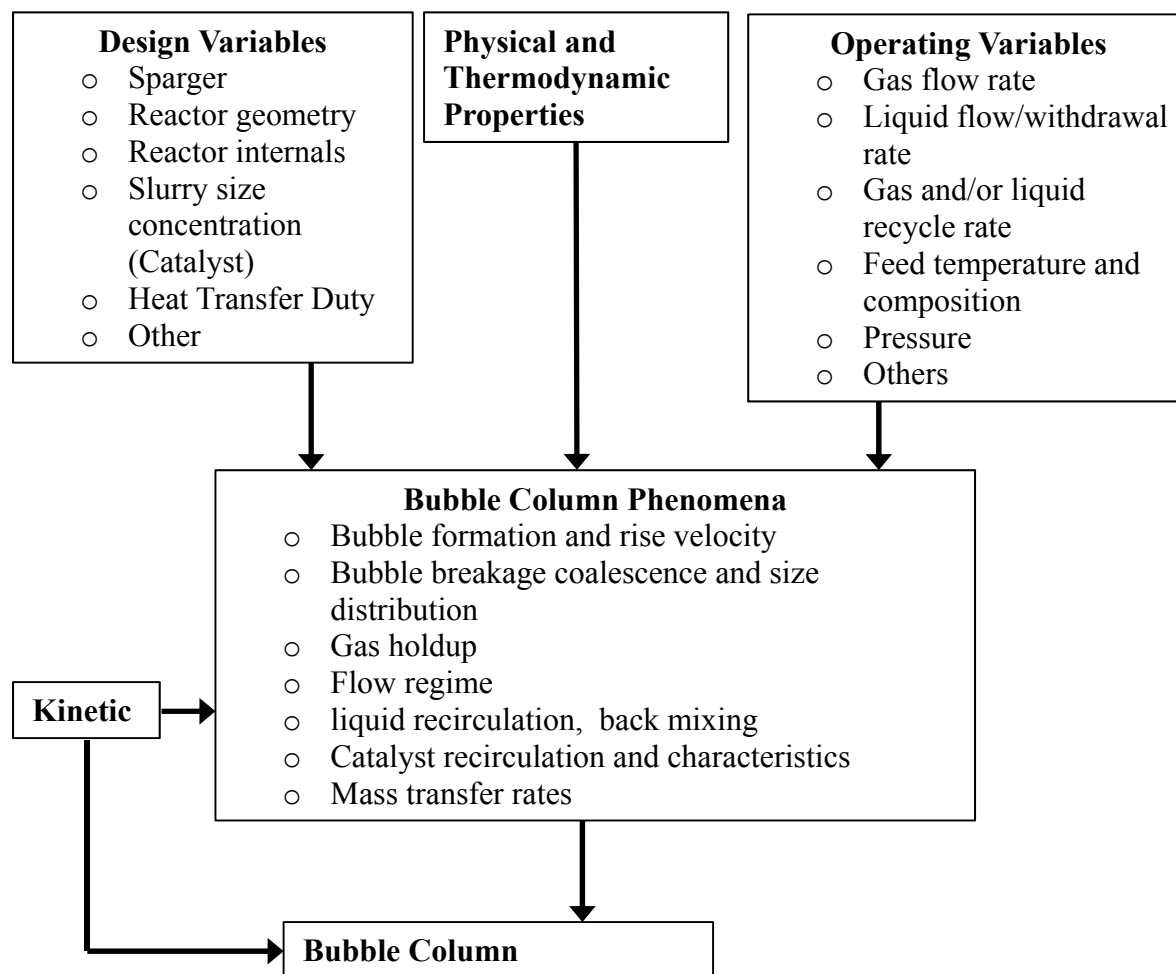 Design Variables
o Sparger
o Reactor geometry
o Reactor internals
o Slurry size
concentration
(Catalyst)
o Heat Transfer Duty
o Other
Physical and
Thermodynamic
Properties
Operating Variables
o Gas flow rate
o Liquid flow/withdrawal
rate
o Gas and/or liquid
recycle rate
o Feed temperature and
composition
o Pressure
o Others
Bubble Column Phenomena
o Bubble formation and rise velocity
o Bubble breakage coalescence and size
distribution
o Gas holdup
o Flow regime
o liquid recirculation, back mixing
o Catalyst recirculation and characteristics
o Mass transfer rates
Kinetic
Bubble Column